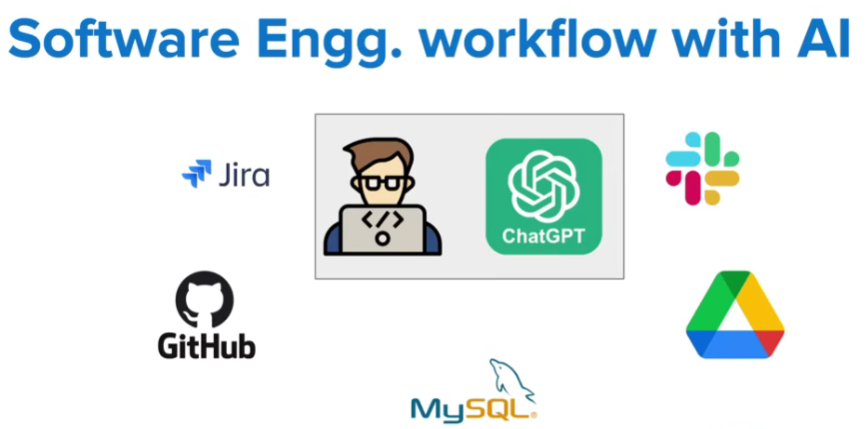 Software Engg. workflow with AI
Jira
</>
ChatGPT
GitHub
MySQL®